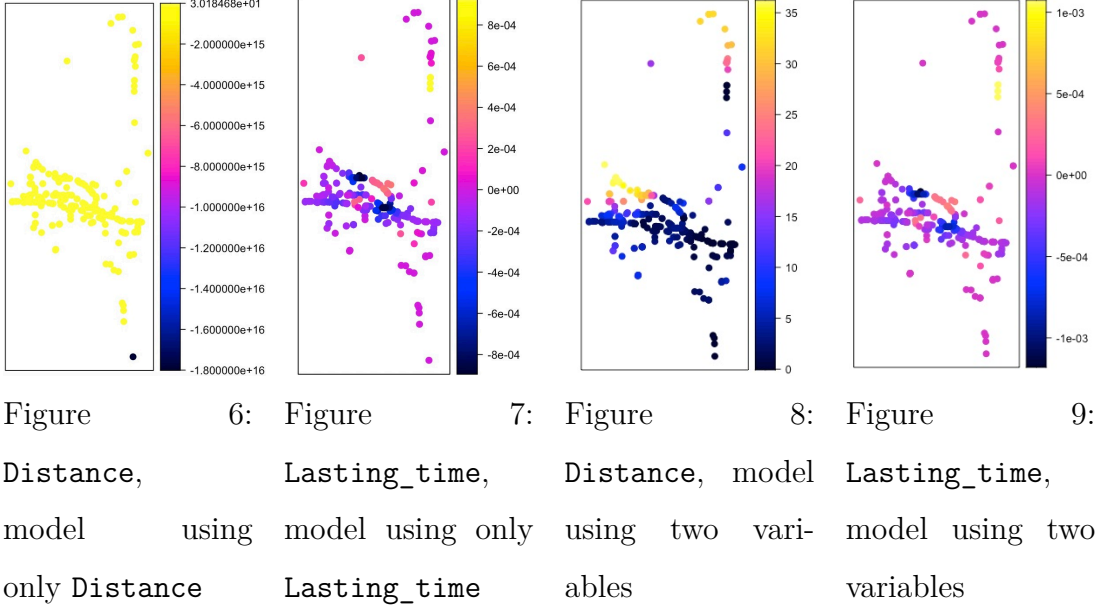 3.018468e+01
-2.000000e+15
-4.000000e+15
-6.000000e+15
-8.000000e+15
-1.000000e+16
-1.200000e+16
-1.400000e+16
-1.600000e+16
-1.800000e+16
8e-04
6e-04
4e-04
2e-04
0e+00
-2e-04
-4e-04
-6e-04
-8e-04
35
30
25
20
15
10
5
0
1e-03
5e-04
0e+00
-5e-04
-1e-03
Figure 6:
Distance,
model using
only Distance
Figure 7:
Lasting_time,
model using only
Lasting_time
Figure 8:
Distance, model
using two vari-
ables
Figure 9:
Lasting_time,
model using two
variables